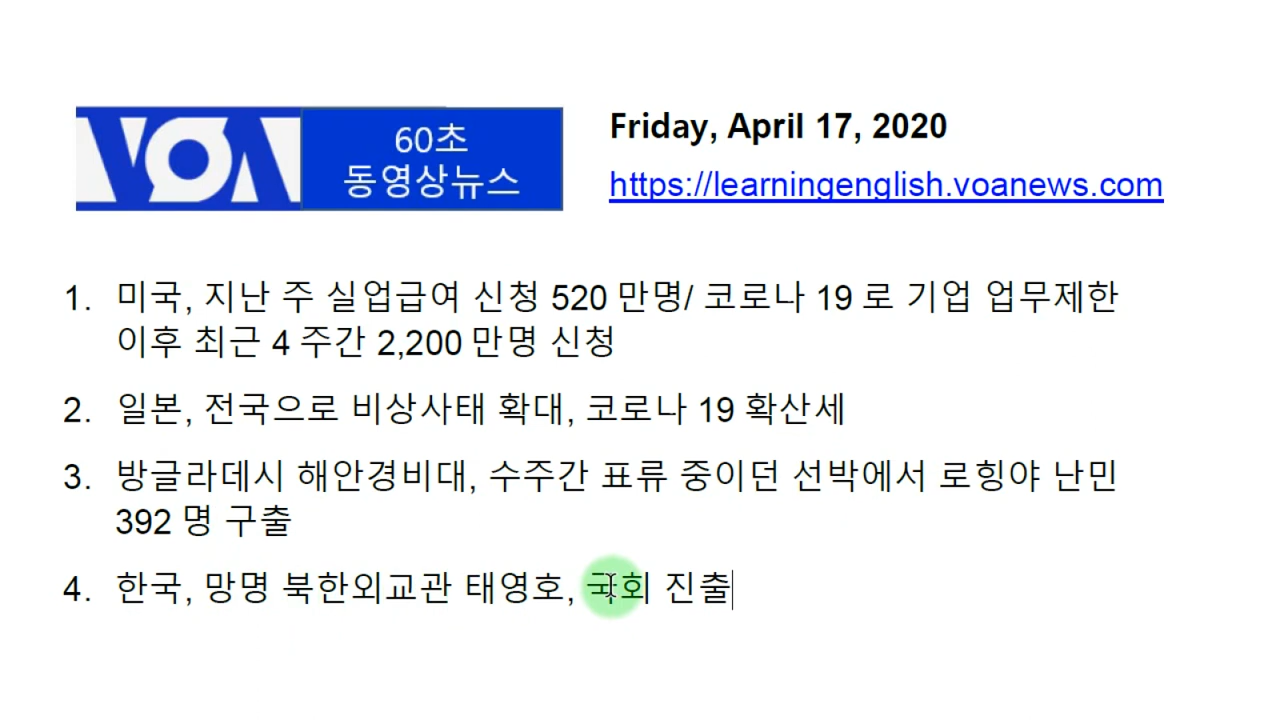 VOA
60초
동영상뉴스
Friday, April 17, 2020
https://learningenglish.voanews.com
1. 미국, 지난 주 실업급여 신청 520 만명/ 코로나 19 로 기업 업무제한
이후 최근 4 주간 2,200 만명 신청
2. 일본, 전국으로 비상사태 확대, 코로나 19 확산세
3. 방글라데시 해안경비대, 수주간 표류 중이던 선박에서 로힝야 난민
392 명 구출
4. 한국, 망명 북한외교관 태영호, 국회 진출